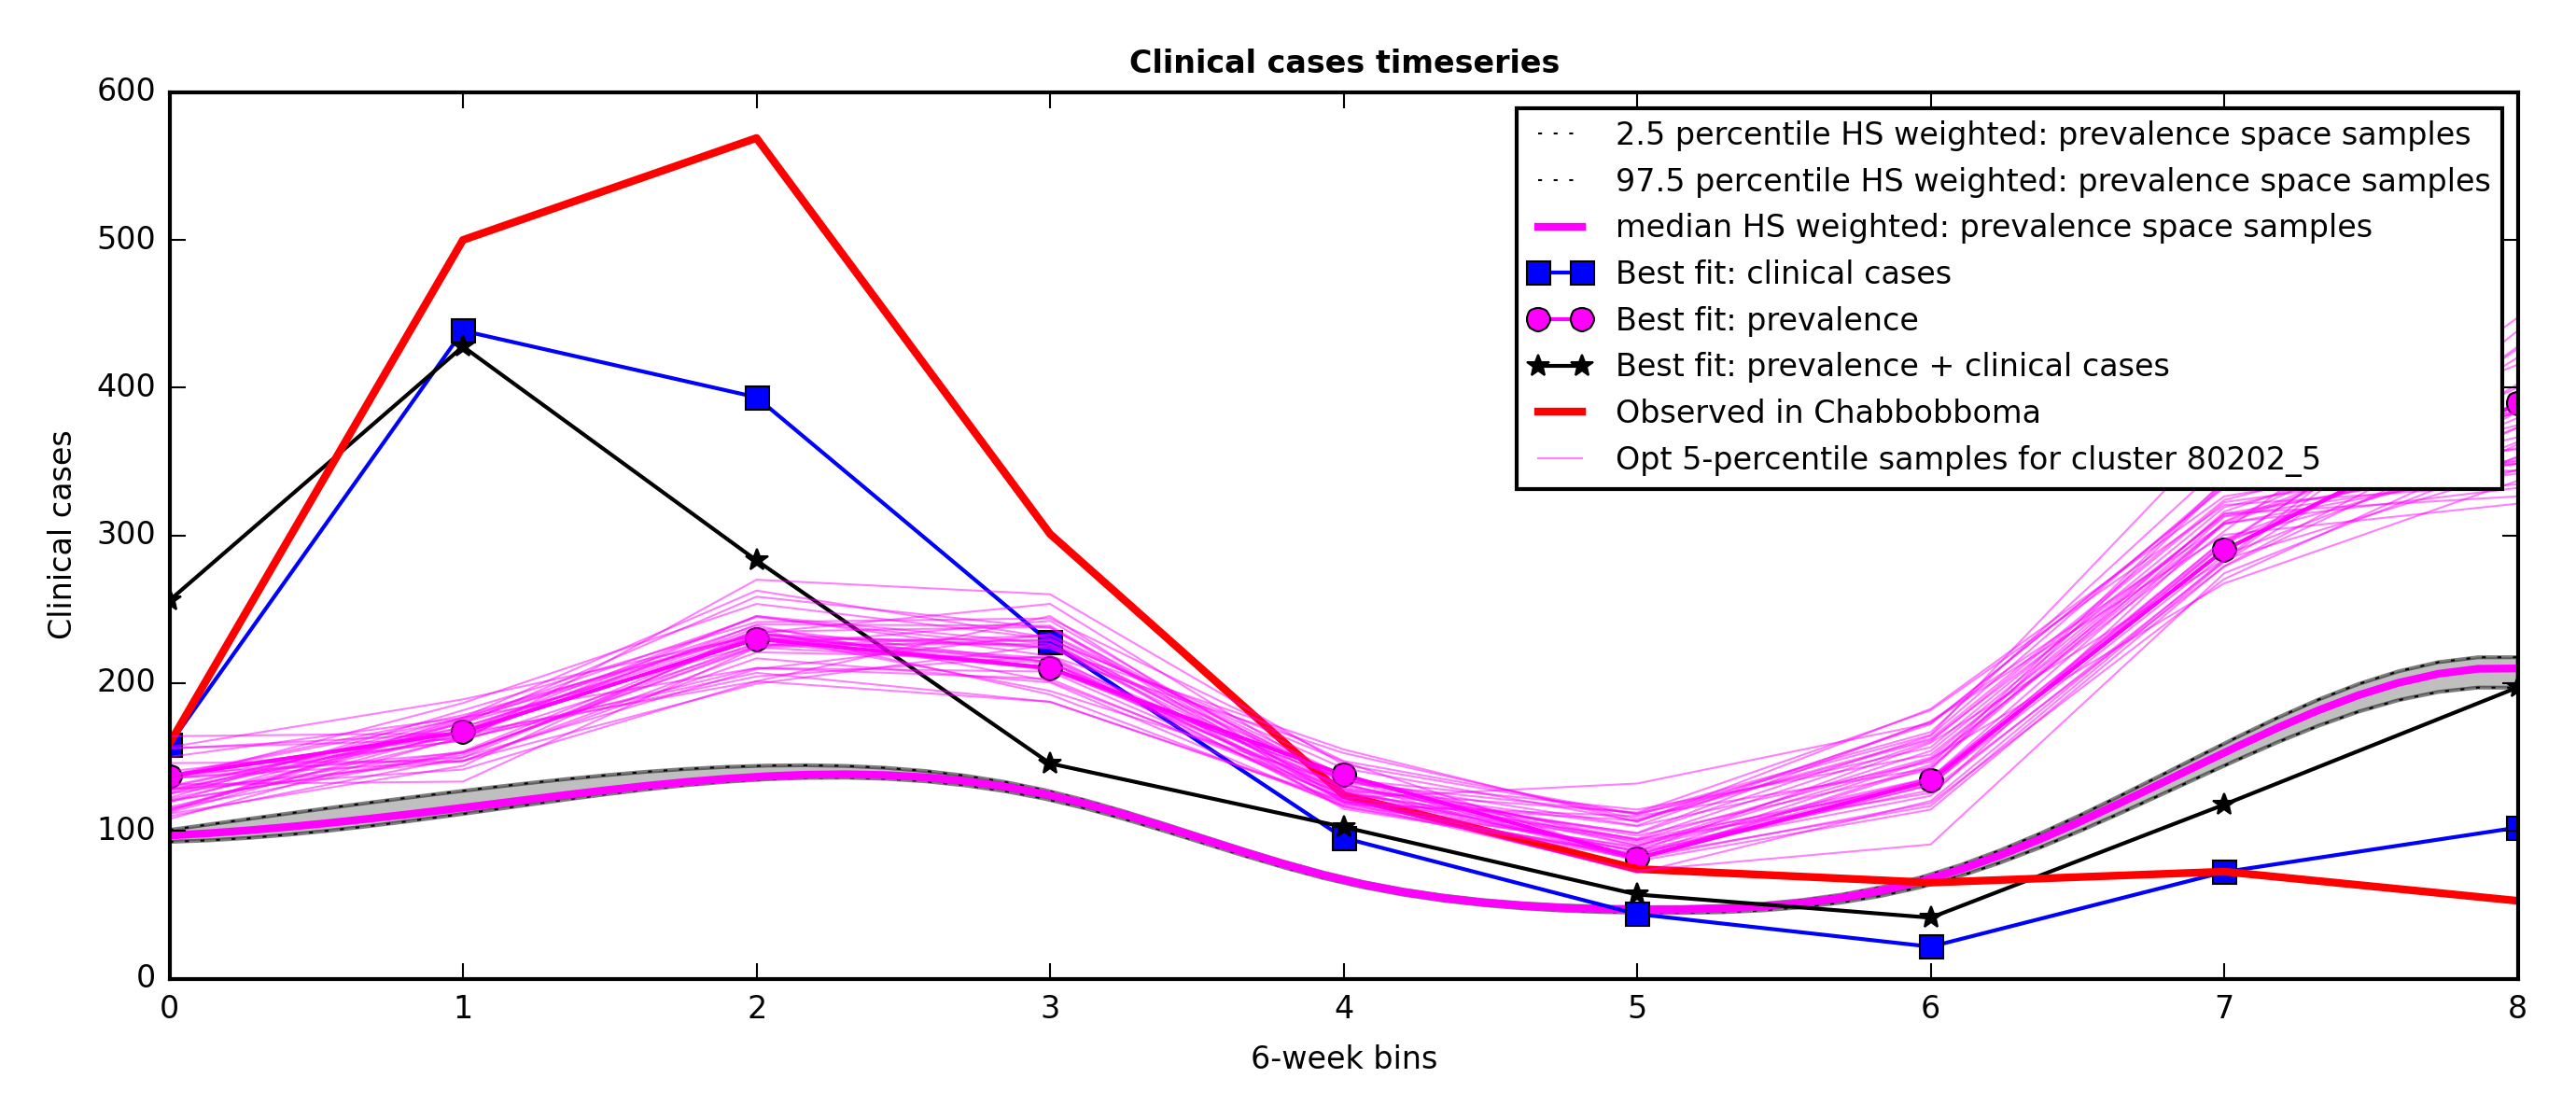 Clinical cases timeseries
600
500
400
300
200
100
0
Clinical cases
2.5 percentile HS weighted: prevalence space samples
97.5 percentile HS weighted: prevalence space samples
median HS weighted: prevalence space samples
Best fit: clinical cases
Best fit: prevalence
Best fit: prevalence + clinical cases
Observed in Chabbobboma
Opt 5-percentile samples for cluster 80202_5
0 1 2 3 4 5 6 7 8
6-week bins